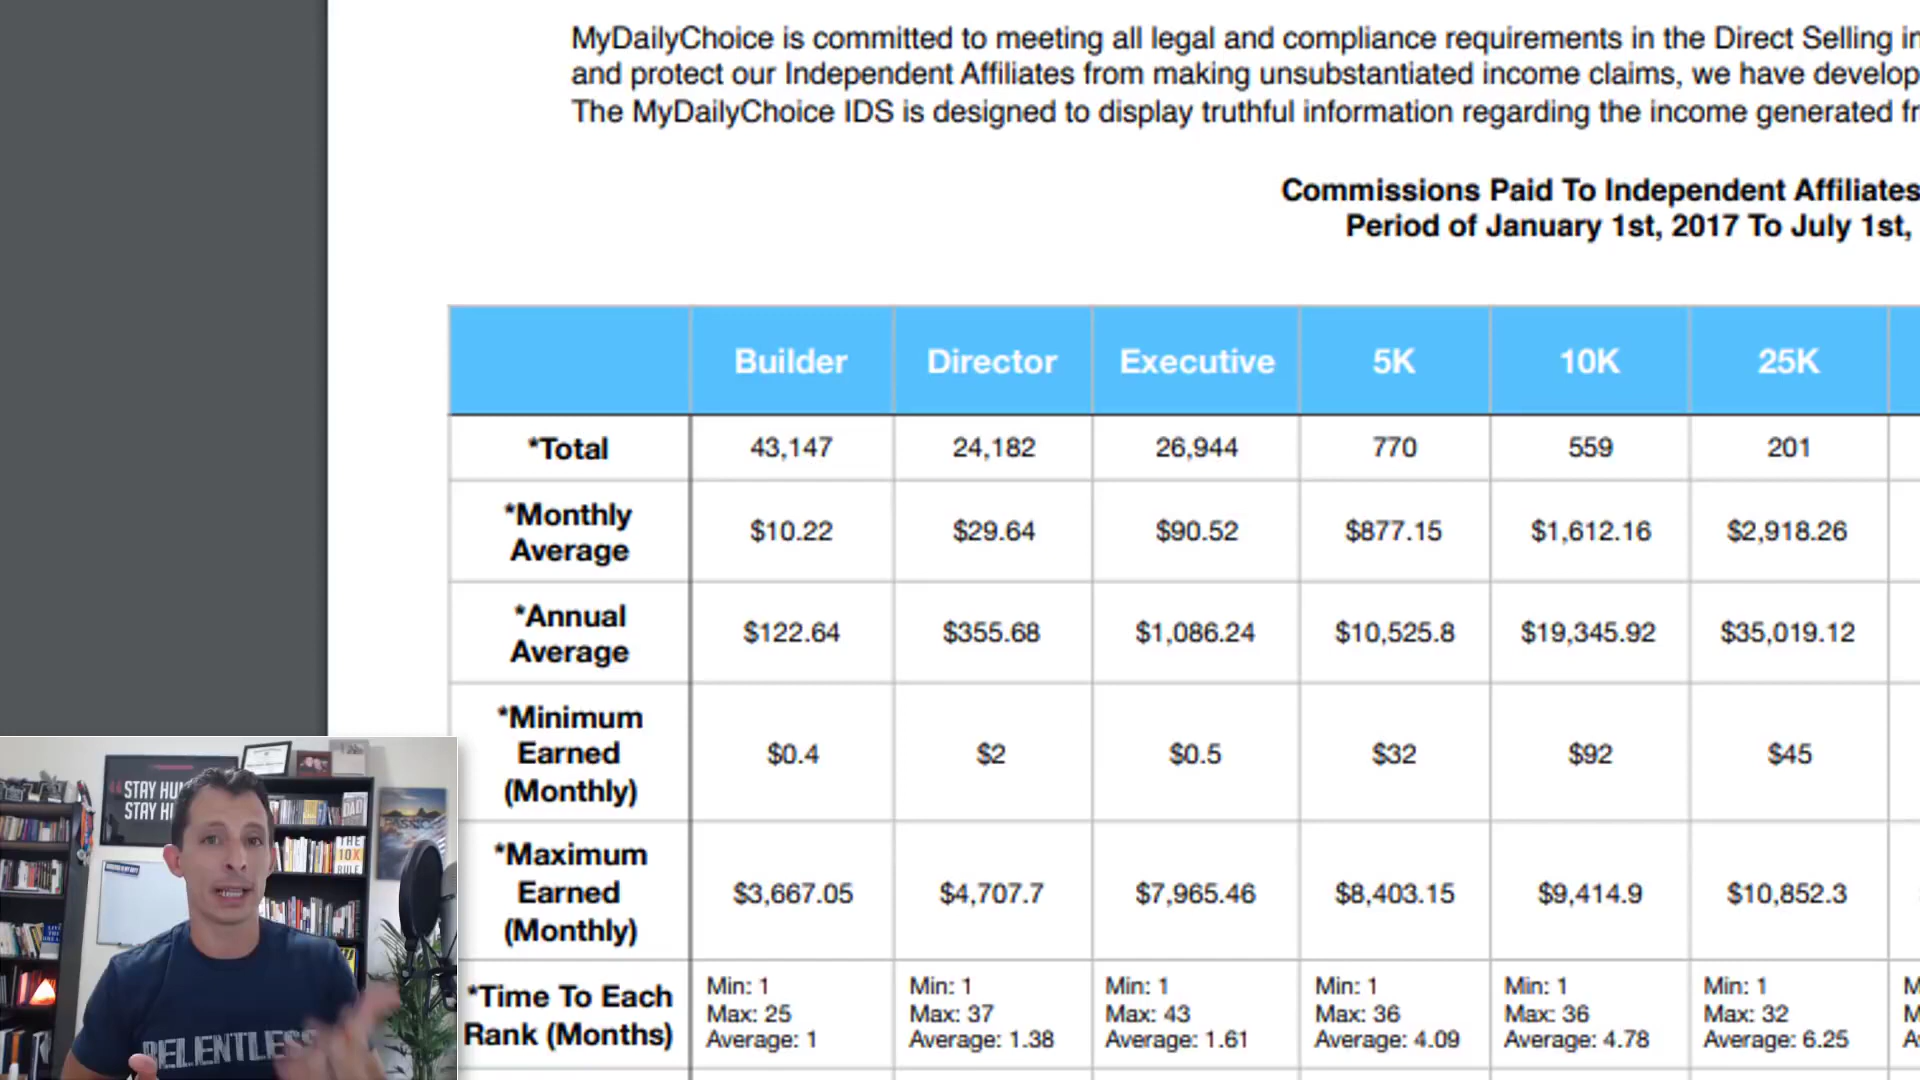 MyDailyChoice is committed to meeting all legal and compliance requirements in the Direct Selling in
and protect our Independent Affiliates from making unsubstantiated income claims, we have develop
The MyDailyChoice IDS is designed to display truthful information regarding the income generated fr
Commissions Paid To Independent Affiliates
Period of January 1st, 2017 To July 1st,
Builder Director Executive 5K 10K 25K
*Total 43,147 24,182 26,944 770 559 201
*Monthly Average $10.22 $29.64 $90.52 $877.15 $1,612.16 $2,918.26
*Annual Average $122.64 $355.68 $1,086.24 $10,525.8 $19,345.92 $35,019.12
*Minimum Earned (Monthly) $0.4 $2 $0.5 $32 $92 $45
*Maximum Earned (Monthly) $3,667.05 $4,707.7 $7,965.46 $8,403.15 $9,414.9 $10,852.3
*Time To Each Rank (Months)
Min: 1 Min: 1 Min: 1 Min: 1 Min: 1 Min: 1 M
Max: 25 Max: 37 Max: 43 Max: 36 Max: 36 Max: 32 M
Average: 1 Average: 1.38 Average: 1.61 Average: 4.09 Average: 4.78 Average: 6.25 A
STAY HU
STAY H
THE
10X
RULE
RELENTLESS